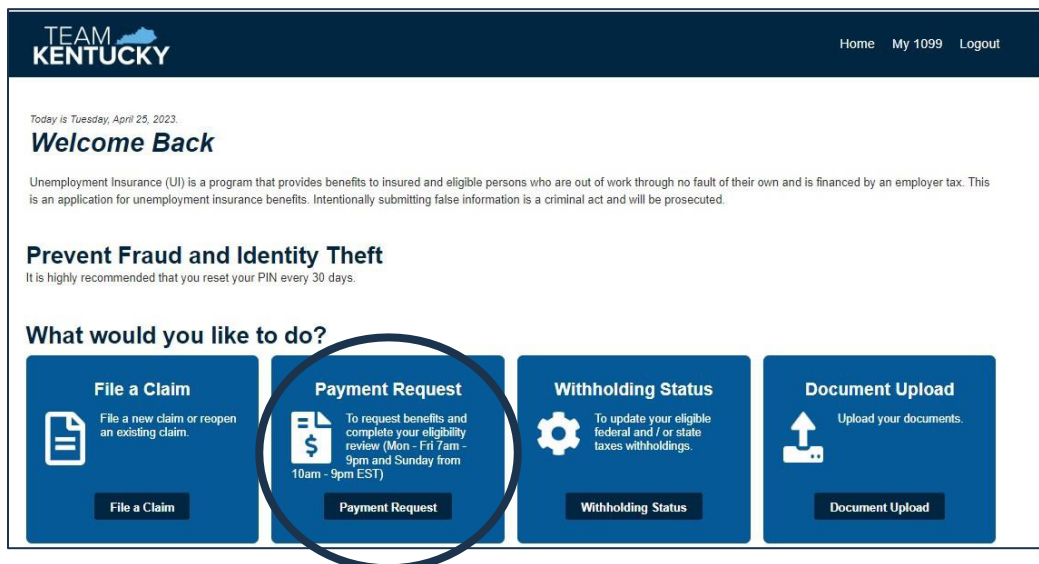 TEAM
KENTUCKY
Home My 1099 Logout
Today is Tuesday, April 25, 2023.
Welcome Back
Unemployment Insurance (UI) is a program that provides benefits to insured and eligible persons who are out of work through no fault of their own and is financed by an employer tax. This
is an application for unemployment insurance benefits. Intentionally submitting false information is a criminal act and will be prosecuted.
Prevent Fraud and Identity Theft
It is highly recommended that you reset your PIN every 30 days.
What would you like to do?
File a Claim
File a new claim or reopen
an existing claim.
File a Claim
Payment Request
To request benefits and
complete your eligibility
review (Mon - Fri 7am -
9pm and Sunday from
10am - 9pm EST)
Payment Request
Withholding Status
To update your eligible
federal and / or state
taxes withholdings.
Withholding Status
Document Upload
Upload your documents.
Document Upload